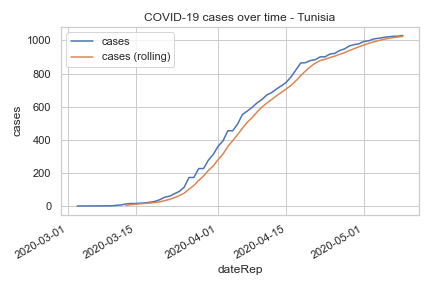 COVID-19 cases over time - Tunisia
cases
cases (rolling)
1000
800
600
400
200
0
cases
2020-03-01
2020-03-15
2020-04-01
2020-04-15
2020-05-01
dateRep